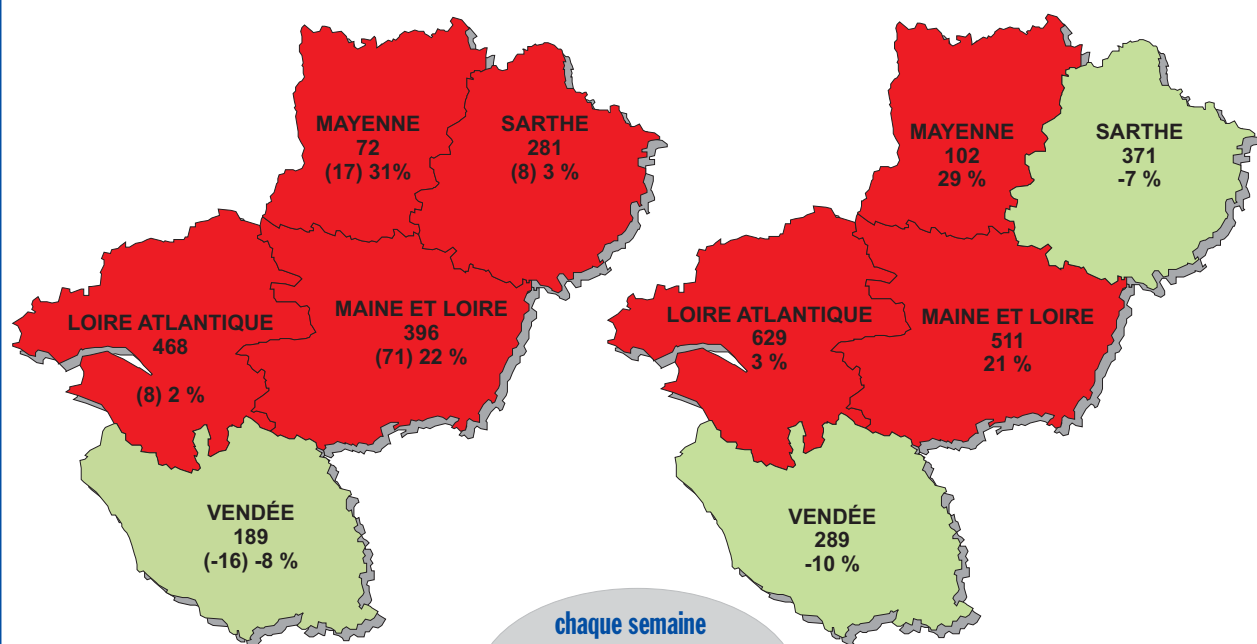 MAYENNE
72
(17) 31%
SARTHE
281
(8) 3 %
LOIRE ATLANTIQUE
468
(8) 2 %
MAINE ET LOIRE
396
(71) 22 %
VENDÉE
189
(-16) -8 %
MAYENNE
102
29 %
SARTHE
371
-7 %
LOIRE ATLANTIQUE
629
3 %
MAINE ET LOIRE
511
21 %
VENDÉE
289
-10 %
chaque semaine